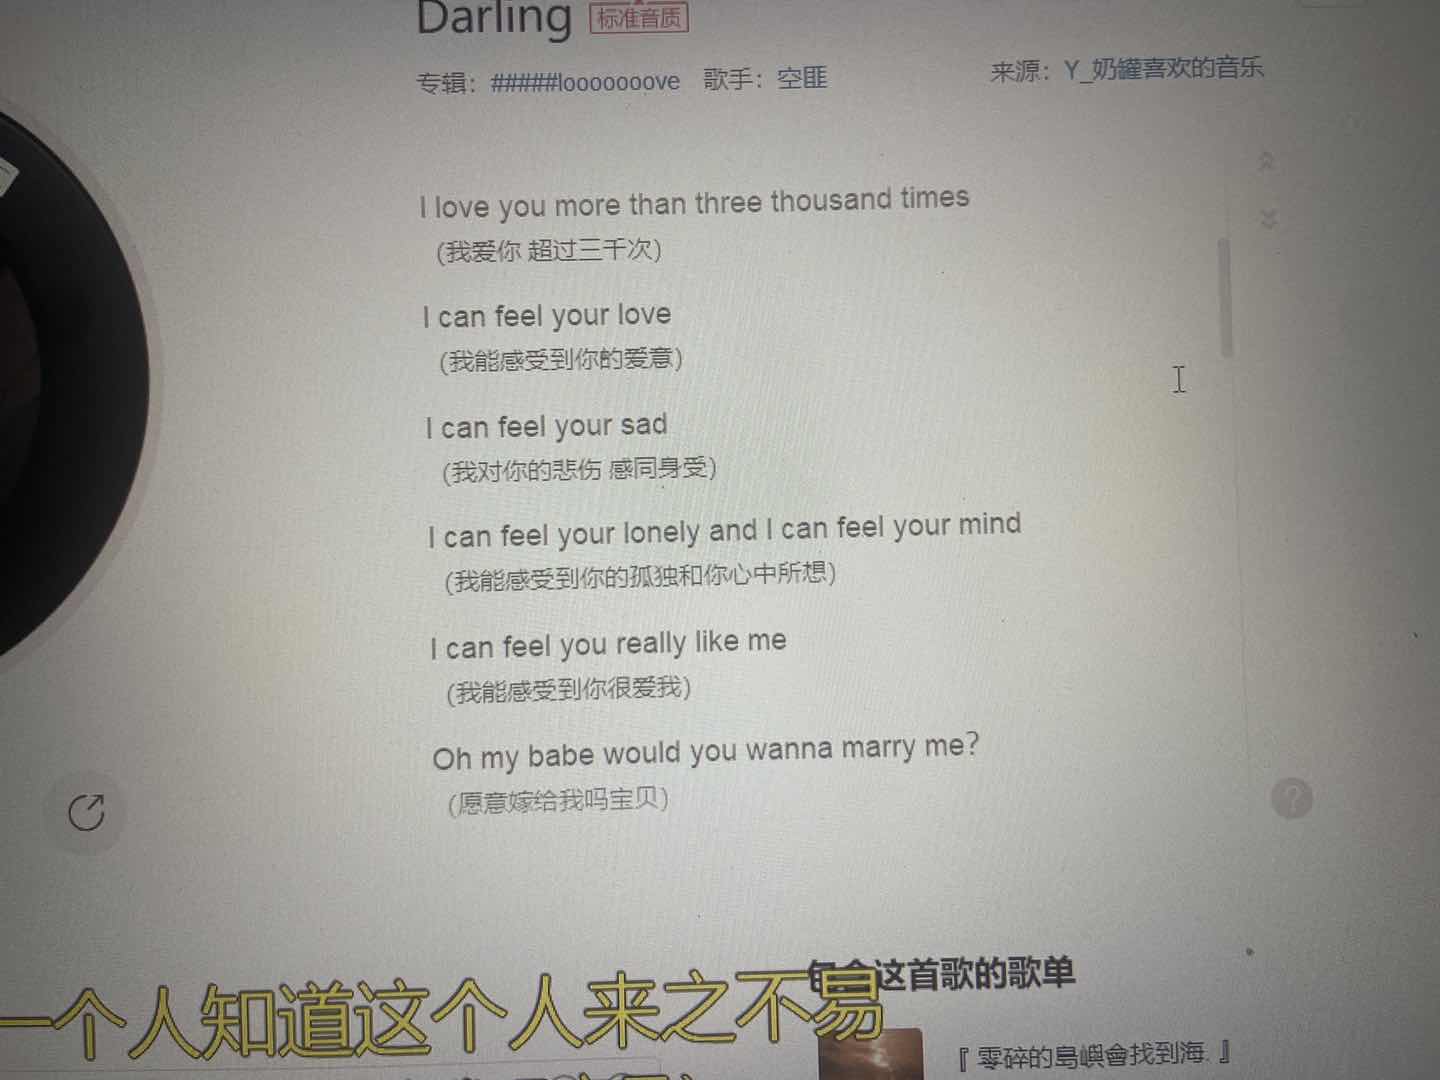 Darling 标准音质
专辑：#####looooooove 歌手：空匪 来源：Y_奶罐喜欢的音乐
I love you more than three thousand times
(我爱你 超过三千次)
I can feel your love
(我能感受到你的爱意)
I can feel your sad
(我对你的悲伤 感同身受)
I can feel your lonely and I can feel your mind
(我能感受到你的孤独和你心中所想)
I can feel you really like me
(我能感受到你很爱我)
Oh my babe would you wanna marry me?
(愿意嫁给我吗宝贝)
?
包含这首歌的歌单
一个人知道这个人来之不易
『 零碎的島嶼會找到海. 』